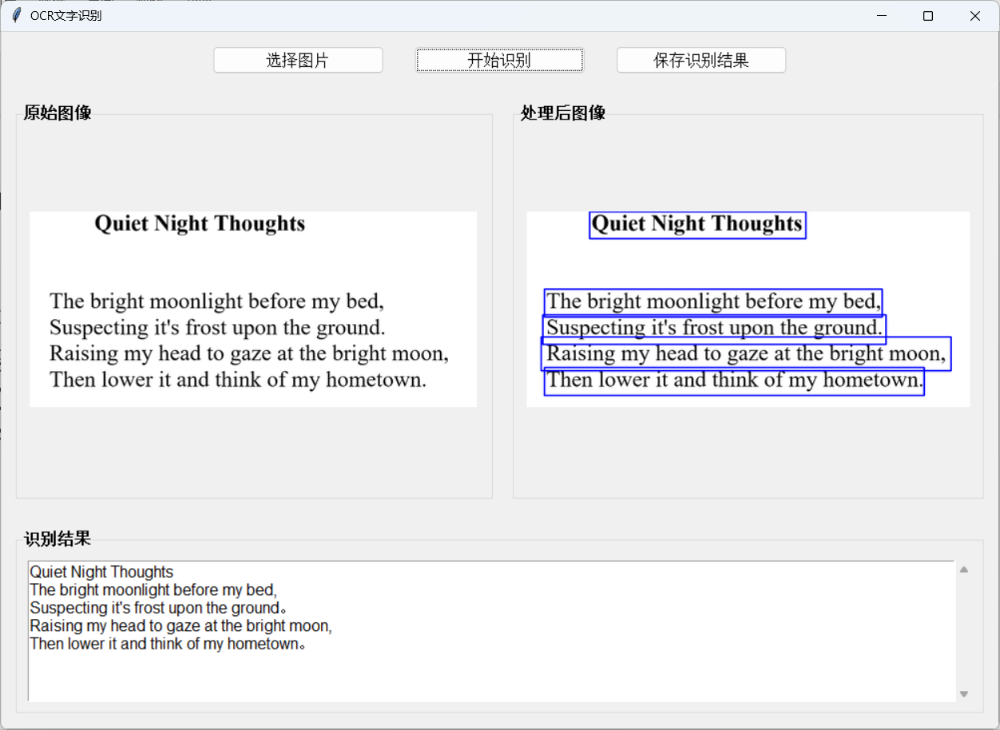 OCR文字识别
选择图片
开始识别
保存识别结果
原始图像
Quiet Night Thoughts
The bright moonlight before my bed,
Suspecting it's frost upon the ground.
Raising my head to gaze at the bright moon,
Then lower it and think of my hometown.
处理后图像
Quiet Night Thoughts
The bright moonlight before my bed,
Suspecting it's frost upon the ground.
Raising my head to gaze at the bright moon,
Then lower it and think of my hometown.
识别结果
Quiet Night Thoughts
The bright moonlight before my bed,
Suspecting it's frost upon the ground。
Raising my head to gaze at the bright moon,
Then lower it and think of my hometown。